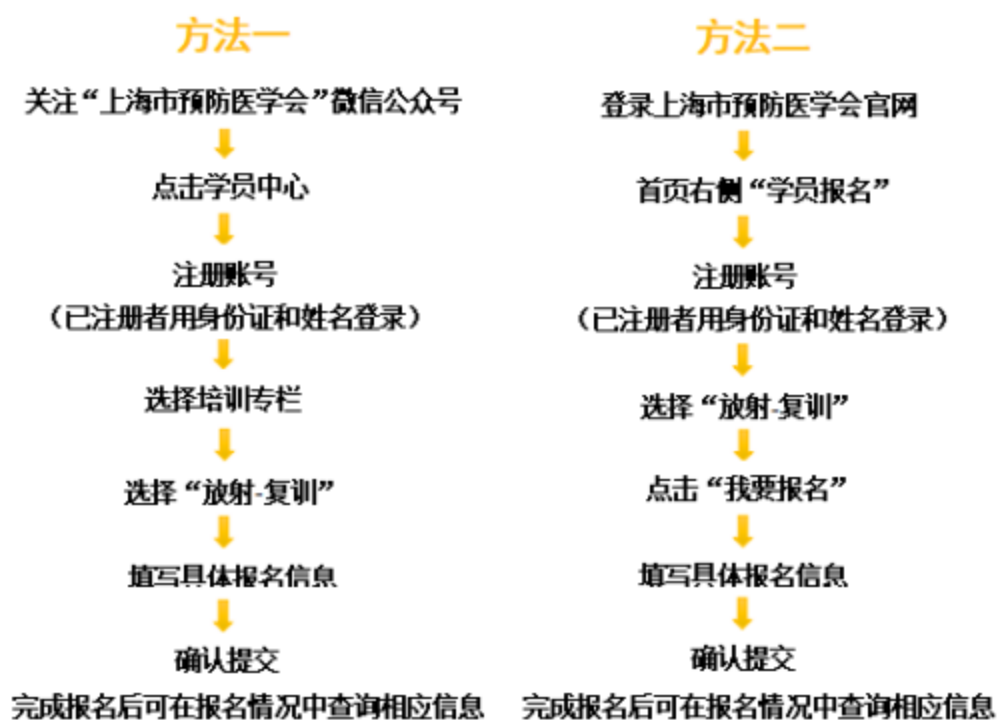 方法一
关注“上海市预防医学会”微信公众号
点击学员中心
注册账号
（已注册者用身份证和姓名登录）
选择培训专栏
选择“放射-复训”
填写具体报名信息
确认提交
完成报名后可在报名情况中查询相应信息
方法二
登录上海市预防医学会官网
首页右侧“学员报名”
注册账号
（已注册者用身份证和姓名登录）
选择“放射-复训”
点击“我要报名”
填写具体报名信息
确认提交
完成报名后可在报名情况中查询相应信息